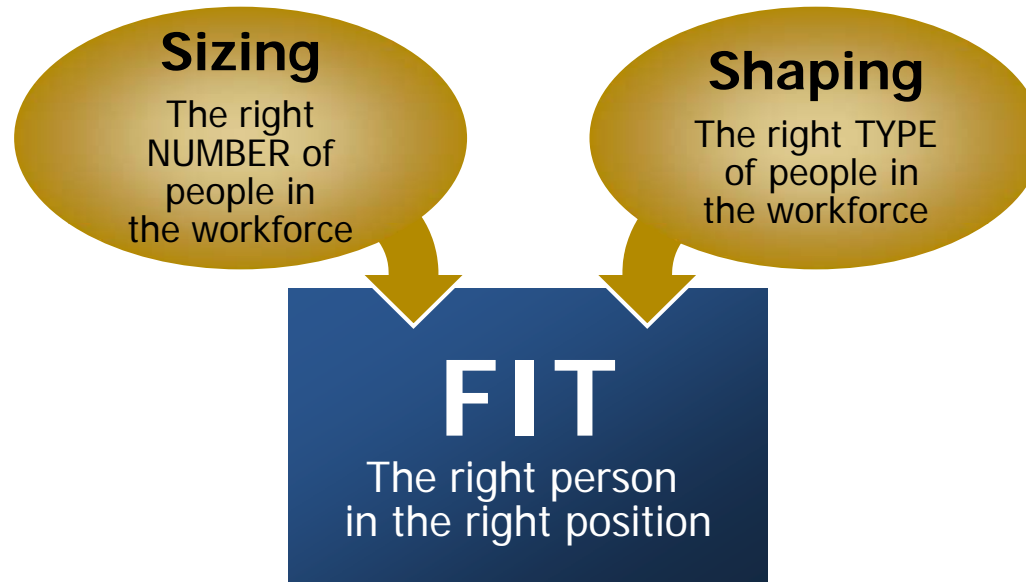 Sizing
The right
NUMBER of
people in
the workforce
Shaping
The right TYPE
of people in
the workforce
FIT
The right person
in the right position